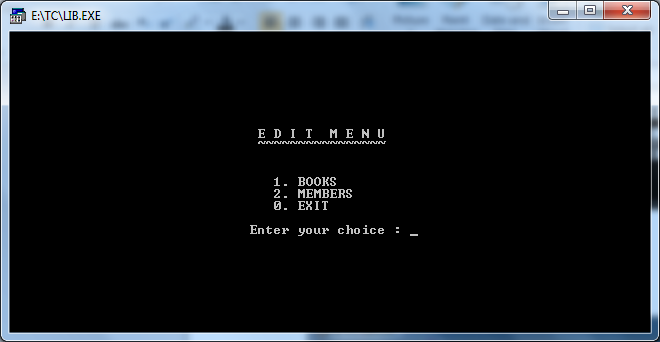 E:\TC\LIB.EXE
E D I T  M E N U
~~~~~~~~~~~~~~~~
1. BOOKS
2. MEMBERS
0. EXIT
Enter your choice : _